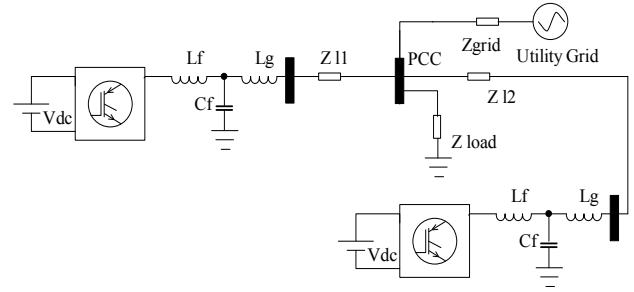 Zgrid
Utility Grid
Lf
Lg
Z l1
PCC
Z l2
Cf
Vdc
Z load
Lf
Lg
Cf
Vdc